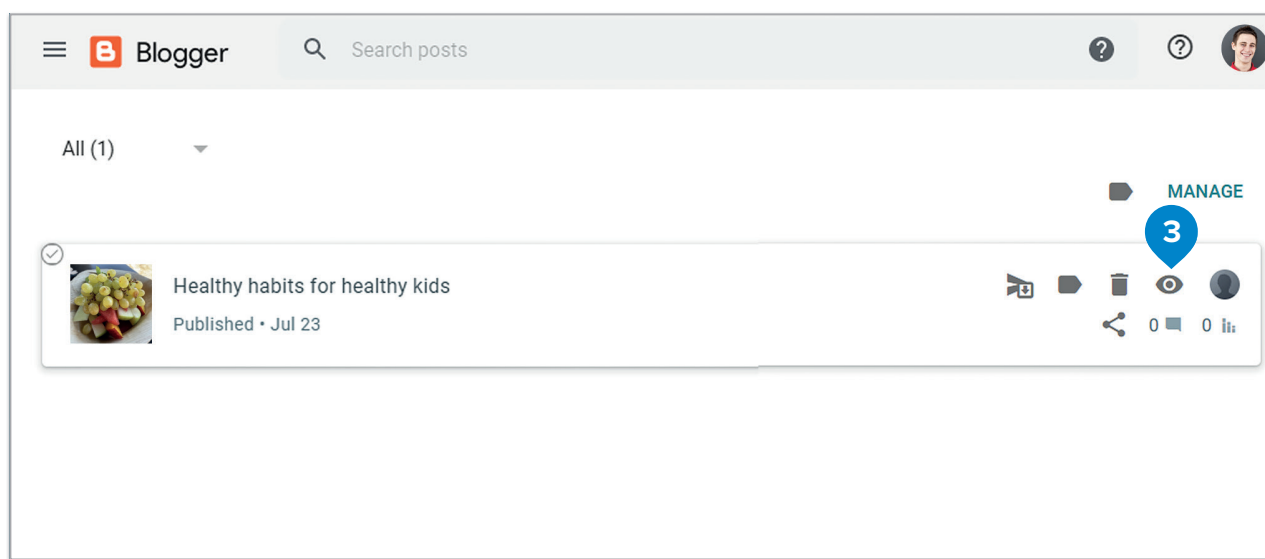 Blogger
Search posts
All (1)
MANAGE
3
Healthy habits for healthy kids
Published • Jul 23
0 0